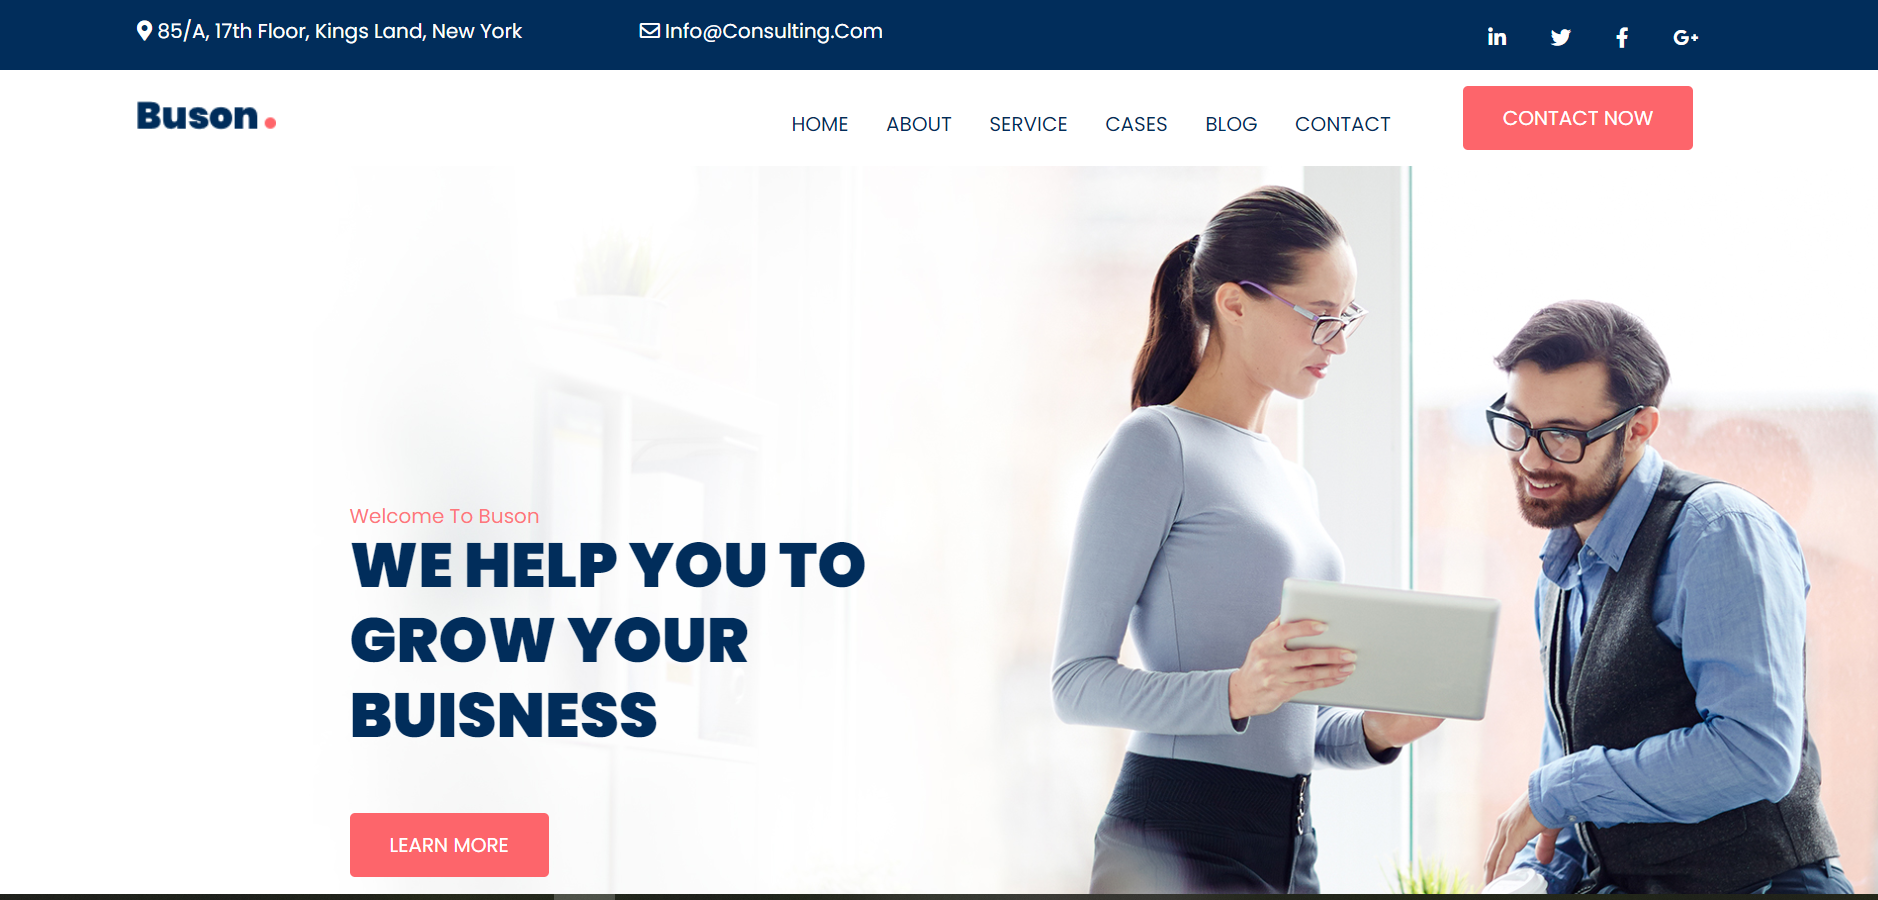 85/A, 17th Floor, Kings Land, New York
Info@Consulting.Com
Buson.
HOME ABOUT SERVICE CASES BLOG CONTACT
CONTACT NOW
Welcome To Buson
WE HELP YOU TO
GROW YOUR
BUISNESS
LEARN MORE